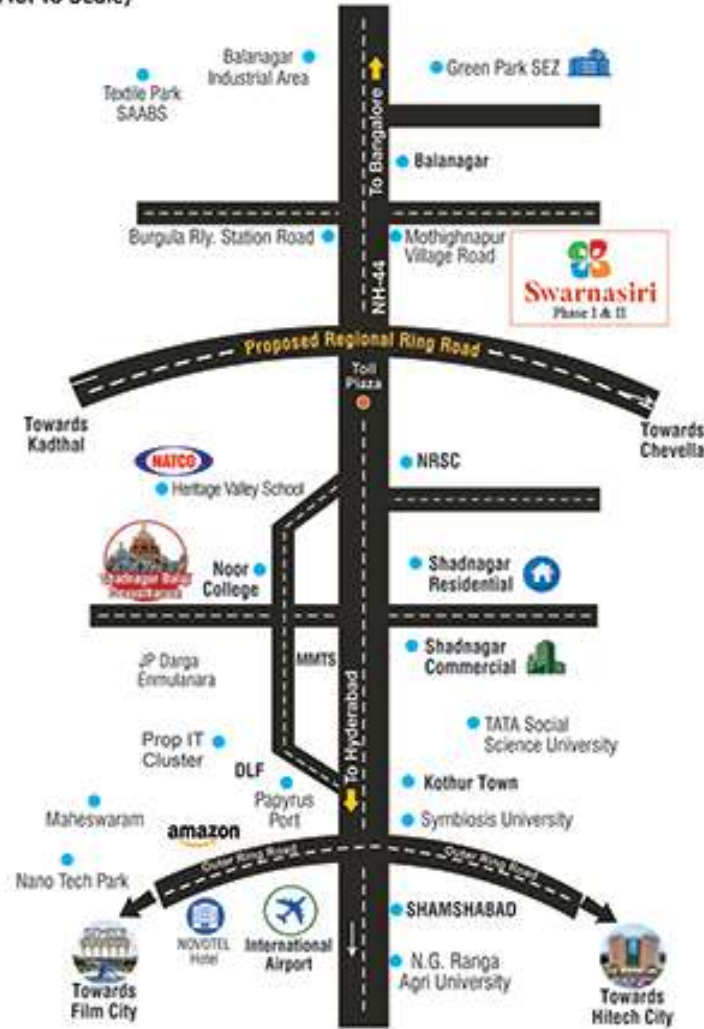 Balanagar
Industrial Area
Green Park SEZ
Textile Park
SAABS
To Bangalore
Balanagar
Burgula Rly. Station Road
Mothighnapur
Village Road
NH-44
Swarnasiri
Phase I & II
Proposed Regional Ring Road
Toll
Plaza
Towards
Kadthal
Towards
Chevella
NATCO
NRSC
Heritage Valley School
Noor
College
Shadnagar
Residential
JP Darga
Enmulanara
MMTS
Shadnagar
Commercial
To Hyderabad
TATA Social
Science University
Prop IT
Cluster
DLF
Papyrus
Port
Kothur Town
Maheswaram
amazon
Symbiosis University
Outer Ring Road
Outer Ring Road
Nano Tech Park
NOVOTEL
Hotel
International
Airport
SHAMSHABAD
N.G. Ranga
Agri University
Towards
Film City
Towards
Hitech City